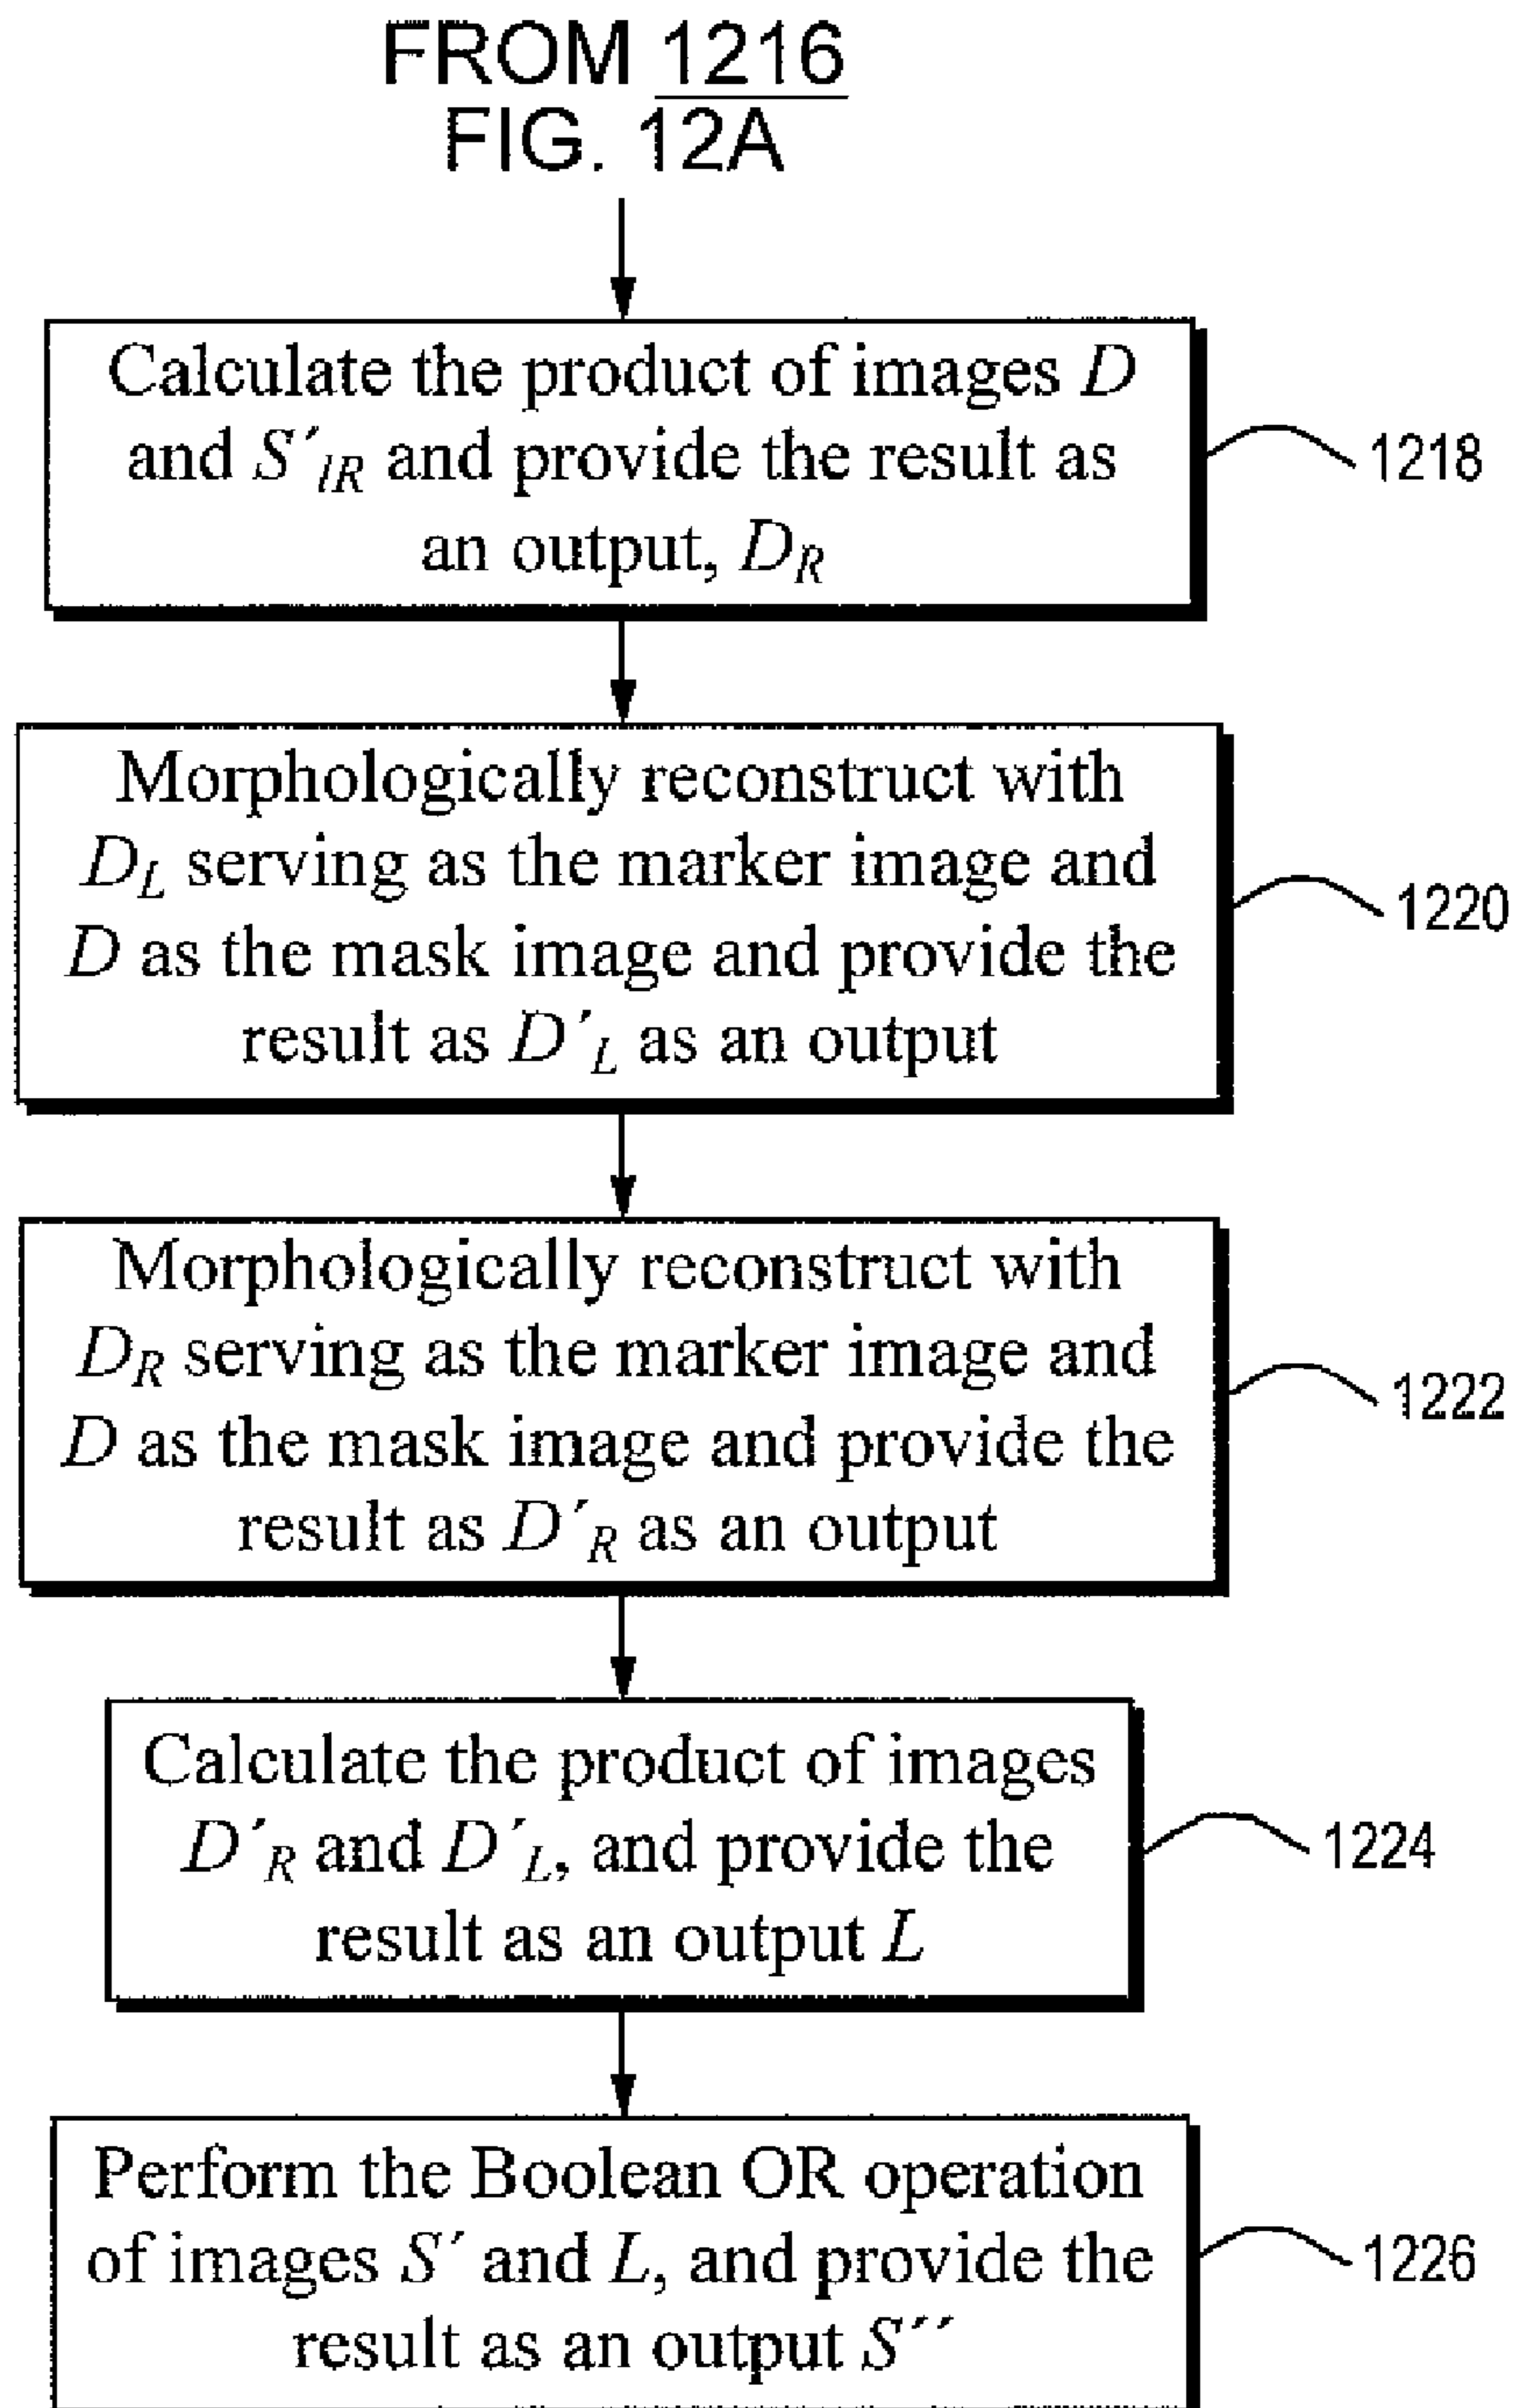 FROM 1216
FIG. 12A
Calculate the product of images D
and S′lR and provide the result as
an output, DR
1218
Morphologically reconstruct with
DL serving as the marker image and
D as the mask image and provide the
result as D′L as an output
1220
Morphologically reconstruct with
DR serving as the marker image and
D as the mask image and provide the
result as D′R as an output
1222
Calculate the product of images
D′R and D′L, and provide the
result as an output L
1224
Perform the Boolean OR operation
of images S′ and L, and provide the
result as an output S′′
1226